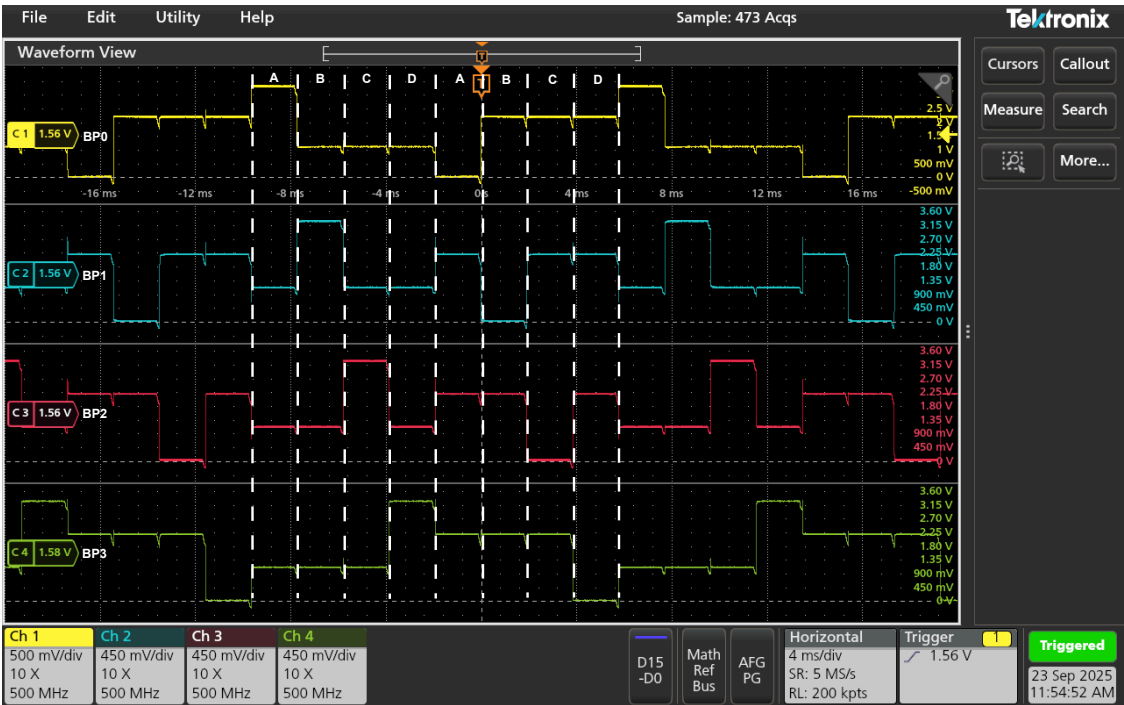 File Edit Utility Help Sample: 473 Acqs Tektronix
Waveform View
Cursors Callout
Measure Search
More...
A B C D A T B C D
T
C 1 1.56 V BP0
2.5 V
2 V
1 V
500 mV
0 V
-500 mV
-16 ms -12 ms -8 ms -4 ms 0 s 4 ms 8 ms 12 ms 16 ms
C 2 1.56 V BP1
3.60 V
3.15 V
2.70 V
2.25 V
1.80 V
1.35 V
900 mV
450 mV
0 V
C 3 1.56 V BP2
3.60 V
3.15 V
2.70 V
2.25 V
1.80 V
1.35 V
900 mV
450 mV
0 V
C 4 1.58 V BP3
3.60 V
3.15 V
2.70 V
2.25 V
1.80 V
1.35 V
900 mV
450 mV
0 V
Ch 1
500 mV/div
10 X
500 MHz
Ch 2
450 mV/div
10 X
500 MHz
Ch 3
450 mV/div
10 X
500 MHz
Ch 4
450 mV/div
10 X
500 MHz
D15
-D0
Math
Ref
Bus
AFG
PG
Horizontal
4 ms/div
SR: 5 MS/s
RL: 200 kpts
Trigger 1
1.56 V
Triggered
23 Sep 2025
11:54:52 AM